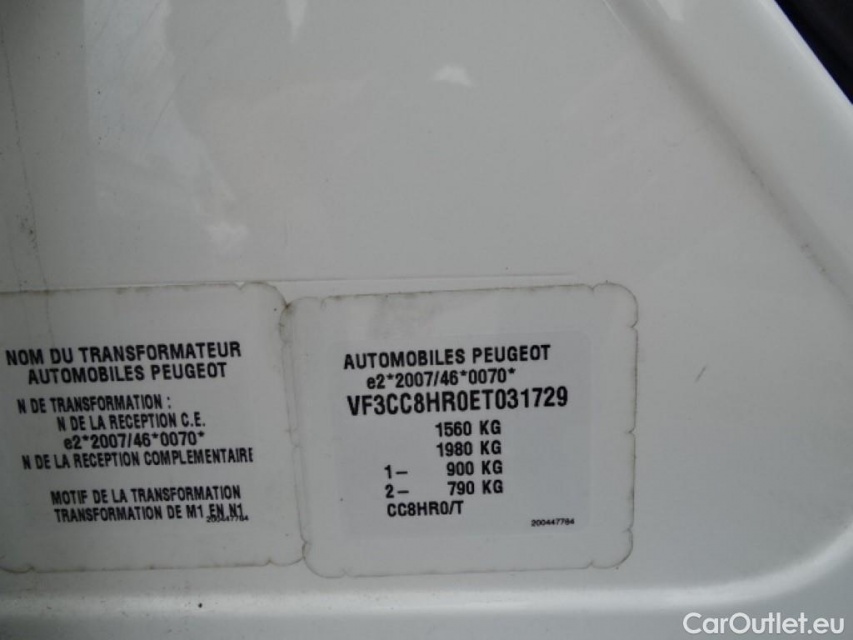 NOM DU TRANSFORMATEUR
AUTOMOBILES PEUGEOT
N DE TRANSFORMATION :
N DE LA RECEPTION C.E.
e2*2007/46*0070*
N DE LA RECEPTION COMPLEMENTAIRE
MOTIF DE LA TRANSFORMATION
TRANSFORMATION DE M1 EN N1
200447784
AUTOMOBILES PEUGEOT
e2*2007/46*0070*
VF3CC8HR0ET031729
1560 KG
1980 KG
1– 900 KG
2– 790 KG
CC8HR0/T
200447784
CarOutlet.eu